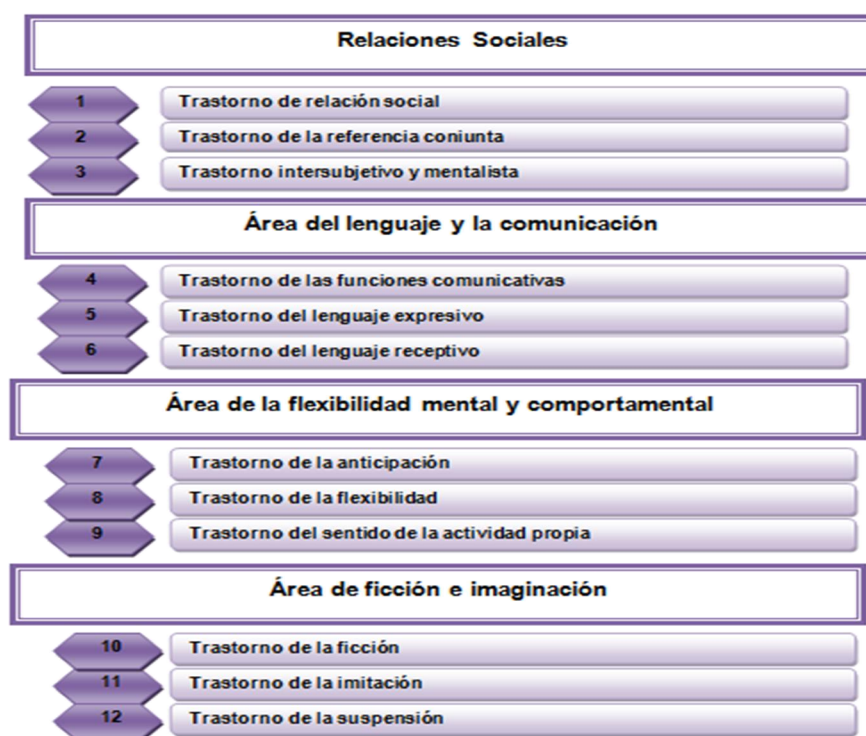 Relaciones Sociales
1 Trastorno de relación social
2 Trastorno de la referencia coniunta
3 Trastorno intersubjetivo y mentalista
Área del lenguaje y la comunicación
4 Trastorno de las funciones comunicativas
5 Trastorno del lenguaje expresivo
6 Trastorno del lenguaje receptivo
Área de la flexibilidad mental y comportamental
7 Trastorno de la anticipación
8 Trastorno de la flexibilidad
9 Trastorno del sentido de la actividad propia
Área de ficción e imaginación
10 Trastorno de la ficción
11 Trastorno de la imitación
12 Trastorno de la suspensión